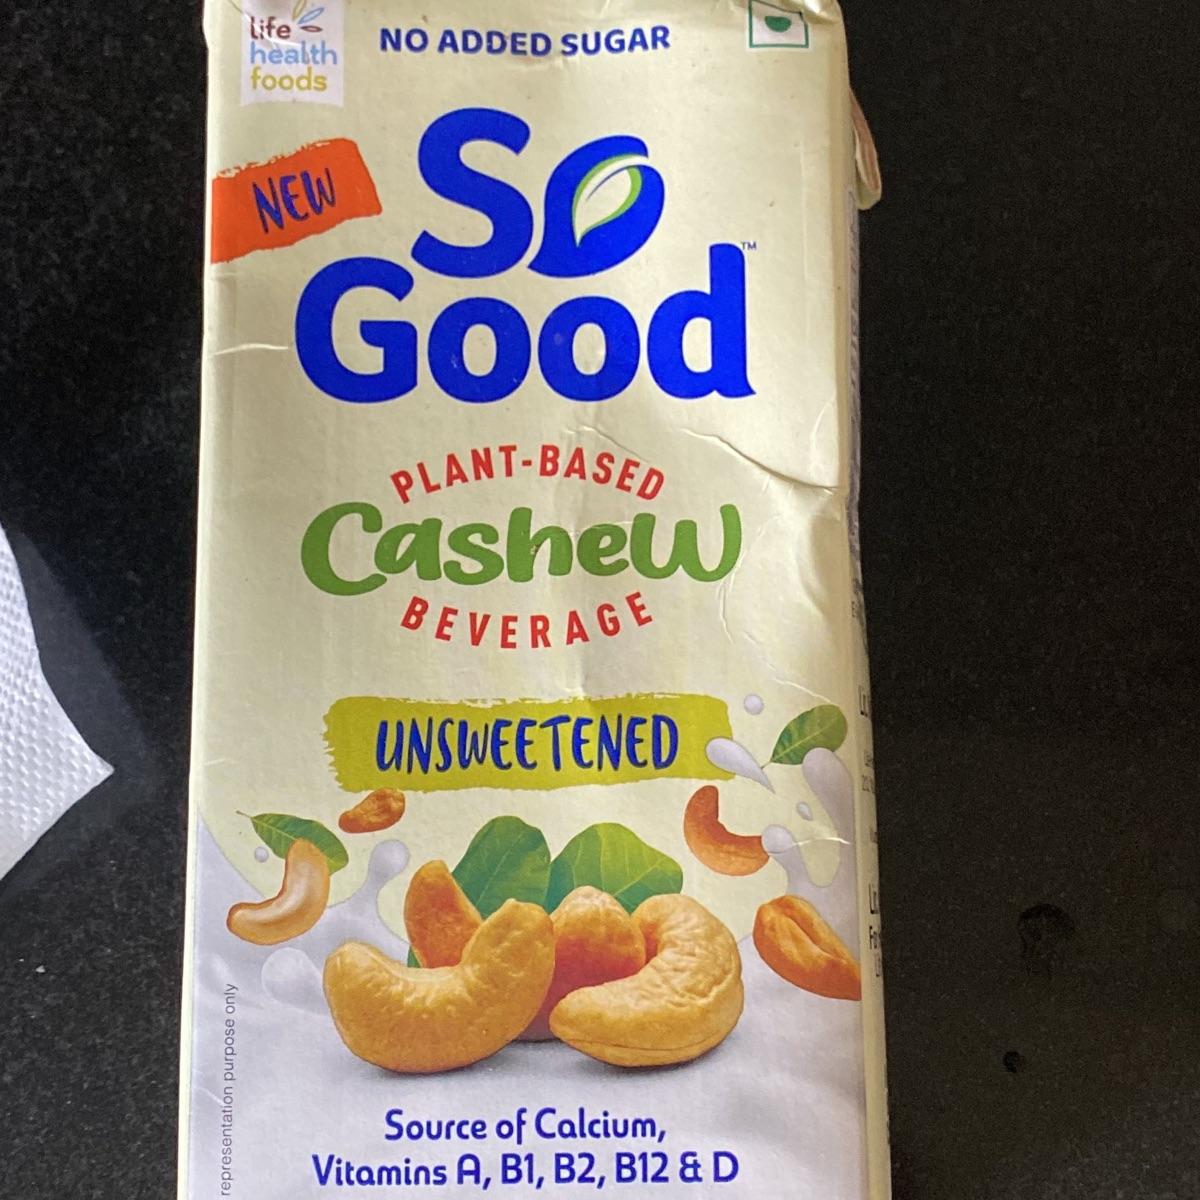 life
health
foods
NO ADDED SUGAR
NEW
So
Good™
PLANT-BASED
Cashew
BEVERAGE
UNSWEETENED
representation purpose only
Source of Calcium,
Vitamins A, B1, B2, B12 & D